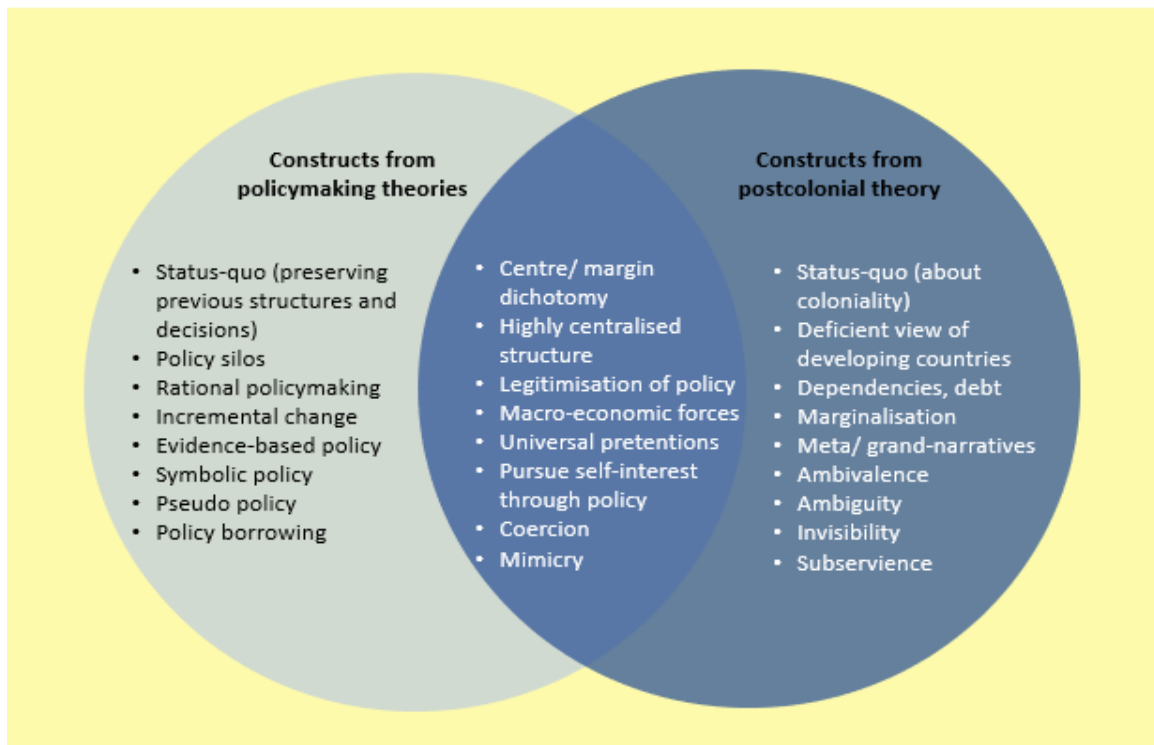 Constructs from
policymaking theories
• Status-quo (preserving
previous structures and
decisions)
• Policy silos
• Rational policymaking
• Incremental change
• Evidence-based policy
• Symbolic policy
• Pseudo policy
• Policy borrowing
• Centre/ margin
dichotomy
• Highly centralised
structure
• Legitimisation of policy
• Macro-economic forces
• Universal pretentions
• Pursue self-interest
through policy
• Coercion
• Mimicry
Constructs from
postcolonial theory
• Status-quo (about
coloniality)
• Deficient view of
developing countries
• Dependencies, debt
• Marginalisation
• Meta/ grand-narratives
• Ambivalence
• Ambiguity
• Invisibility
• Subservience